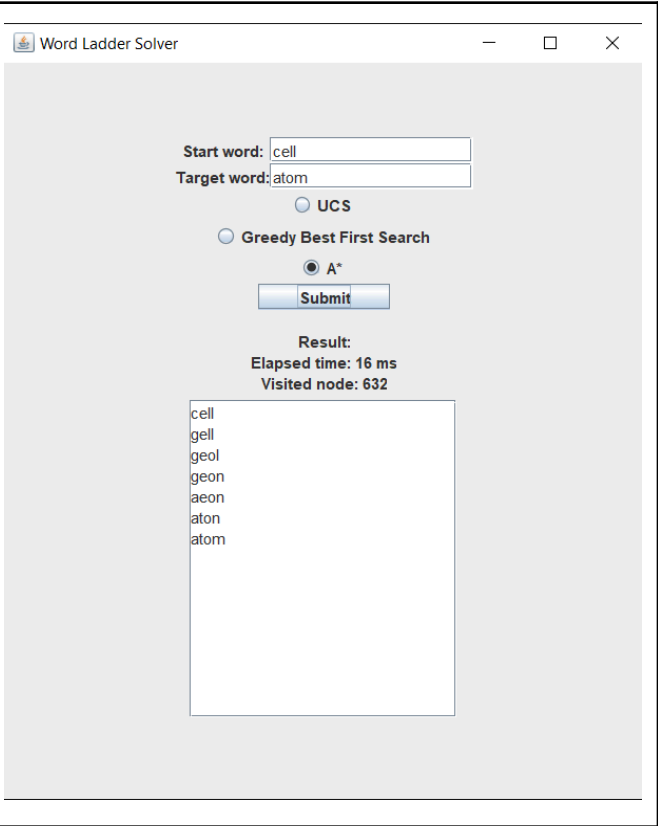 Word Ladder Solver
Start word: cell
Target word: atom
UCS
Greedy Best First Search
A*
Submit
Result:
Elapsed time: 16 ms
Visited node: 632
cell
gell
geol
geon
aeon
aton
atom